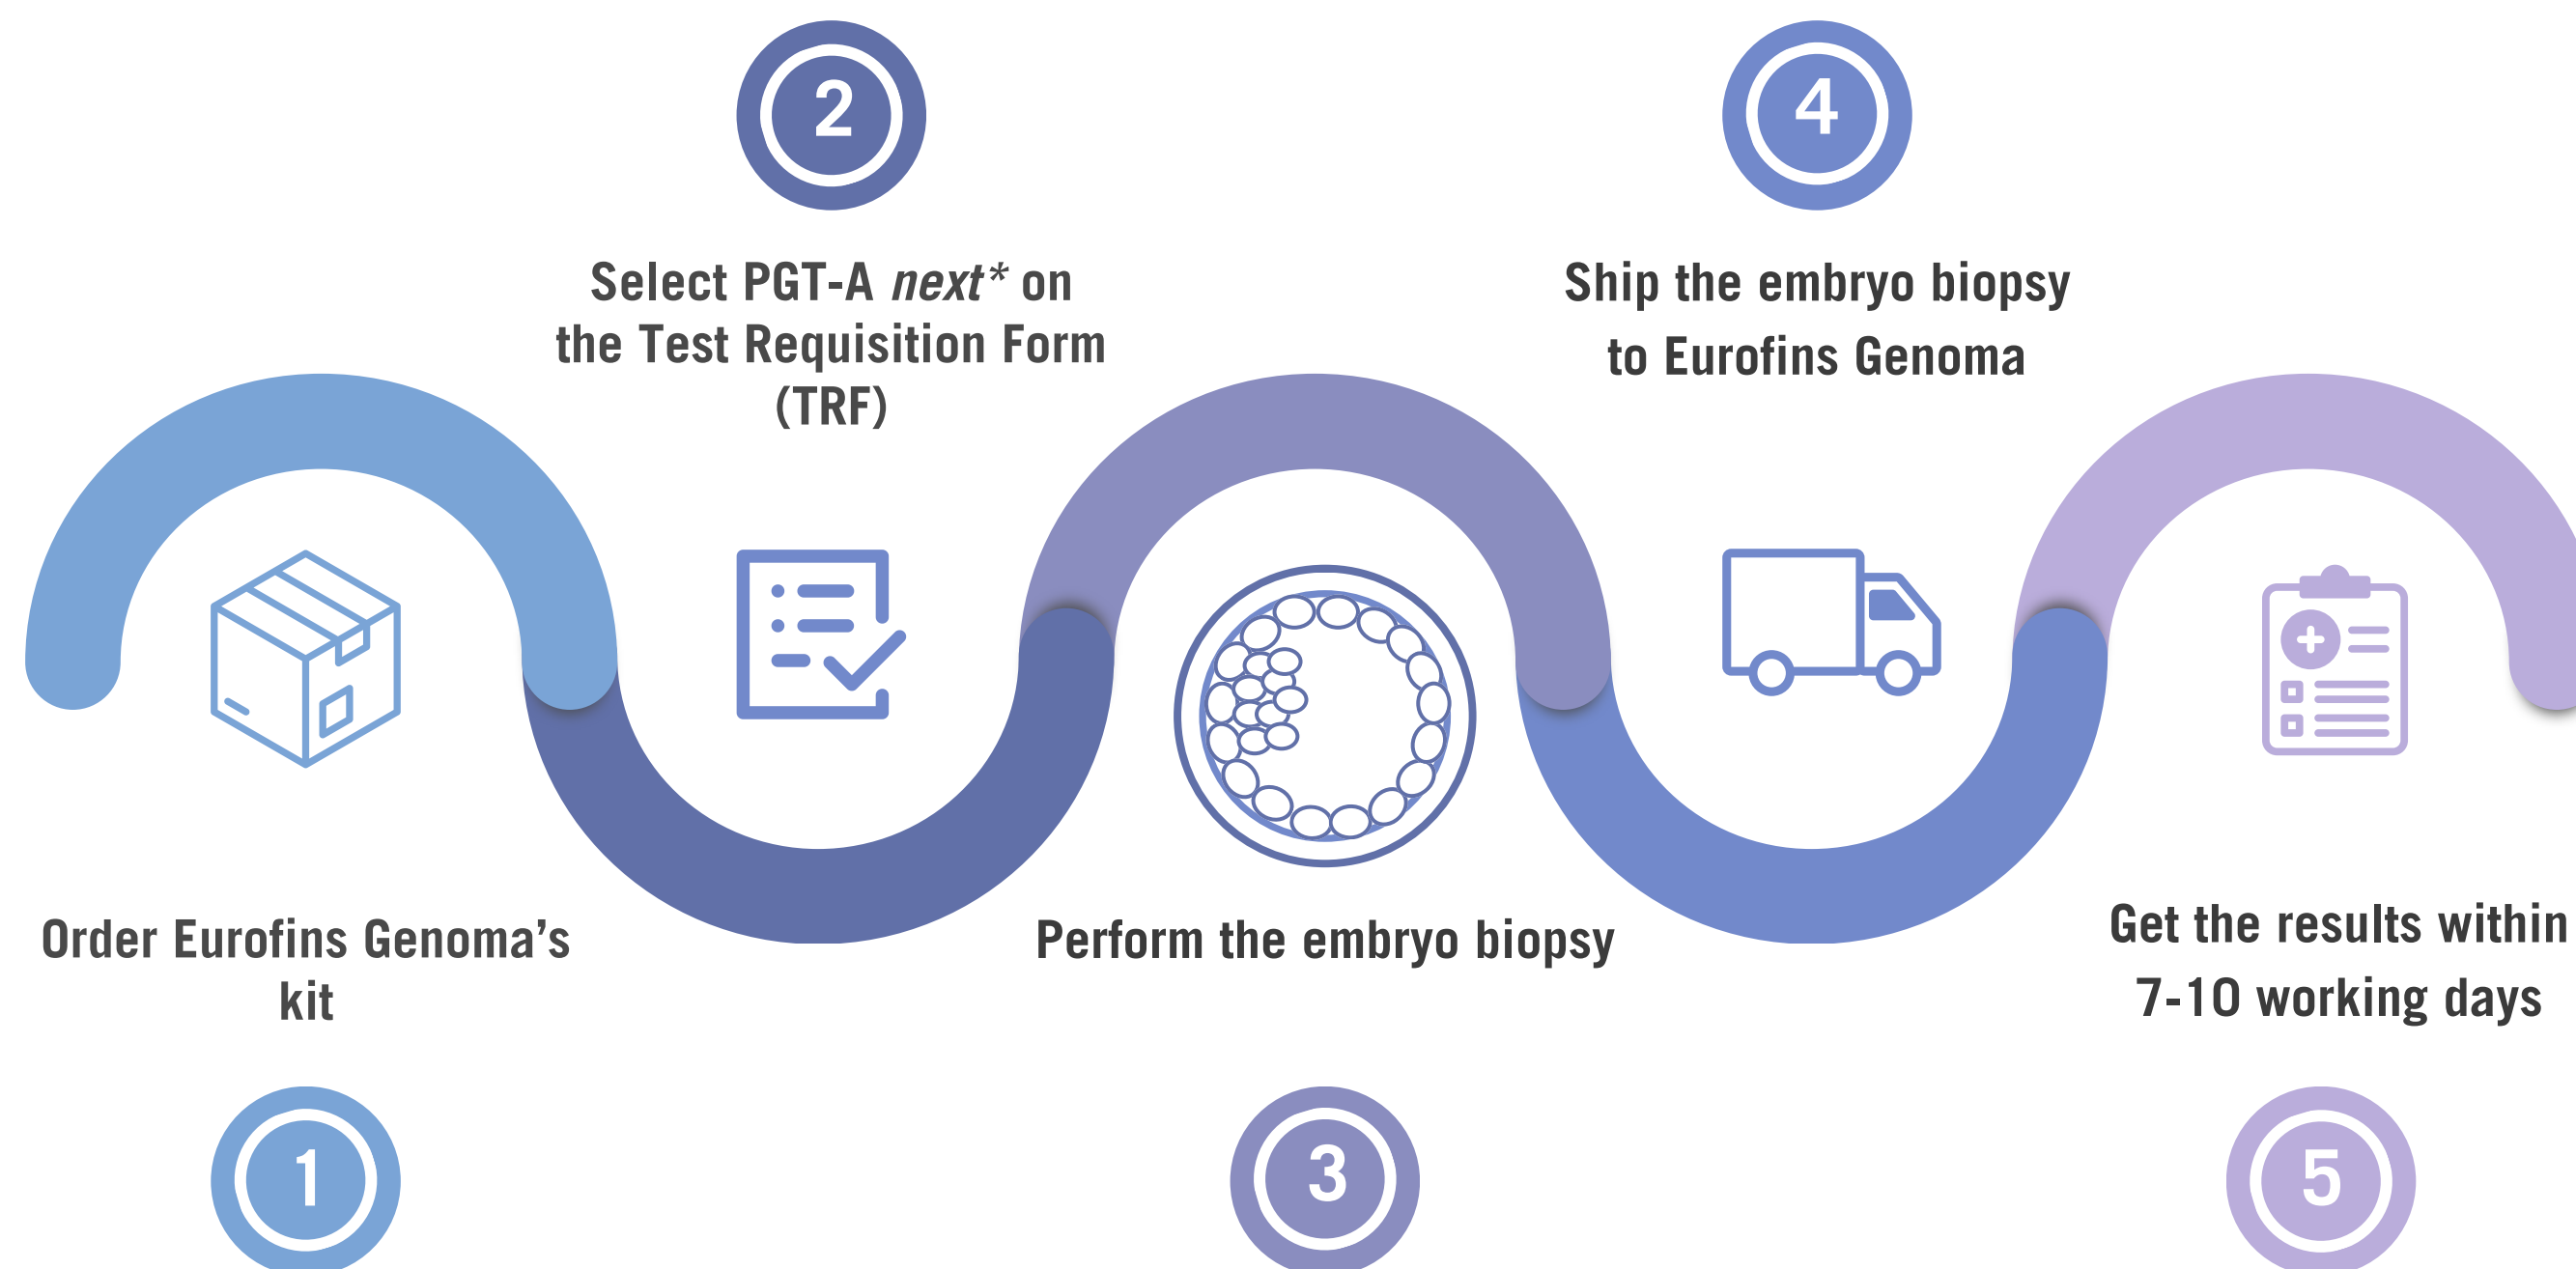 1
Order Eurofins Genoma’s
kit
2
Select PGT-A next* on
the Test Requisition Form
(TRF)
3
Perform the embryo biopsy
4
Ship the embryo biopsy
to Eurofins Genoma
5
Get the results within
7-10 working days